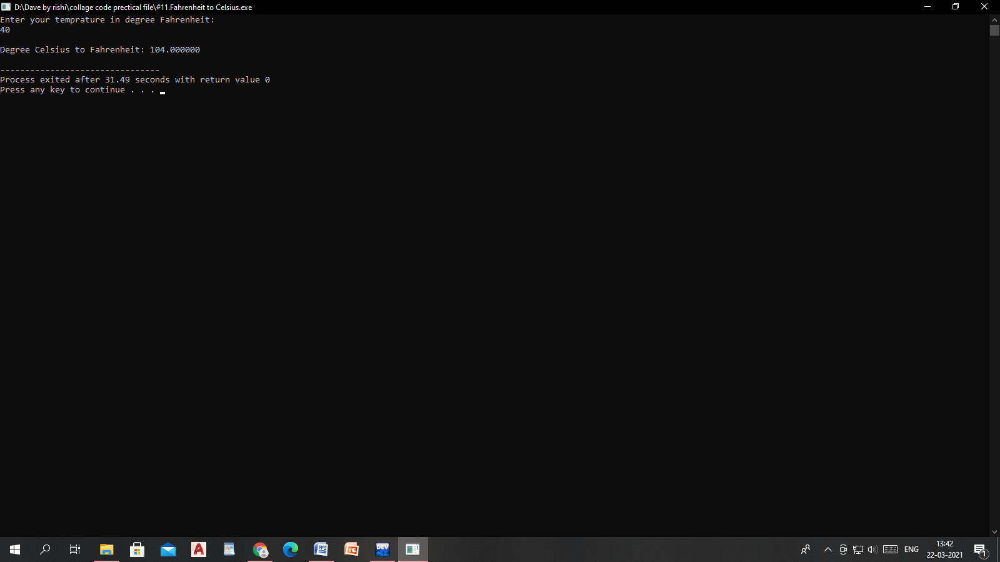 D:\Dave by rishi\collage code prectical file\#11.Fahrenheit to Celsius.exe
Enter your temprature in degree Fahrenheit:
40
Degree Celsius to Fahrenheit: 104.000000
--------------------------------
Process exited after 31.49 seconds with return value 0
Press any key to continue . . .
DEV
ENG
13:42
22-03-2021
1